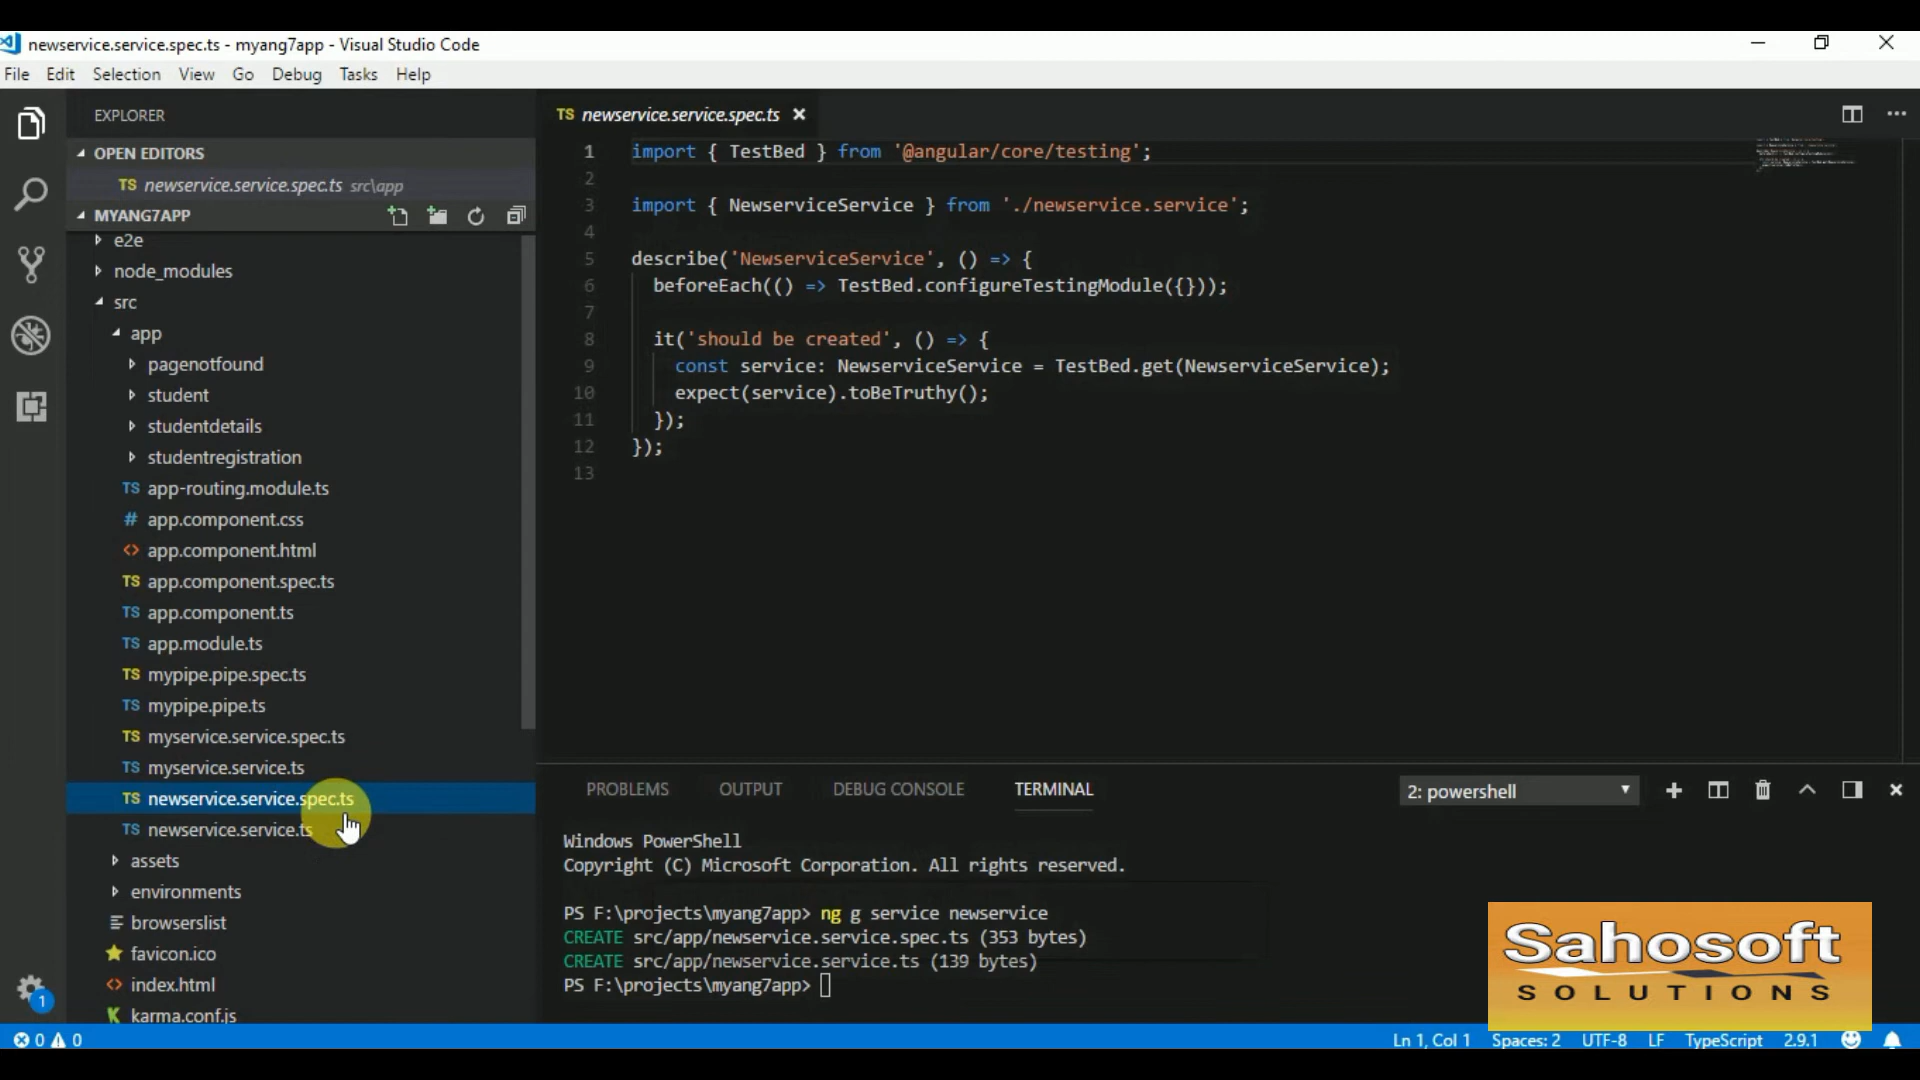 newservice.service.spec.ts - myang7app - Visual Studio Code
File Edit Selection View Go Debug Tasks Help
EXPLORER
OPEN EDITORS
TS newservice.service.spec.ts src\app
MYANG7APP
e2e
node_modules
src
app
pagenotfound
student
studentdetails
studentregistration
TS app-routing.module.ts
# app.component.css
<> app.component.html
TS app.component.spec.ts
TS app.component.ts
TS app.module.ts
TS mypipe.pipe.spec.ts
TS mypipe.pipe.ts
TS myservice.service.spec.ts
TS myservice.service.ts
TS newservice.service.spec.ts
TS newservice.service.ts
assets
environments
browserslist
favicon.ico
<> index.html
K karma.conf.js
1
TS newservice.service.spec.ts
1 import { TestBed } from '@angular/core/testing';
2
3 import { NewserviceService } from './newservice.service';
4
5 describe('NewserviceService', () => {
6 beforeEach(() => TestBed.configureTestingModule({}));
7
8 it('should be created', () => {
9 const service: NewserviceService = TestBed.get(NewserviceService);
10 expect(service).toBeTruthy();
11 });
12 });
13
PROBLEMS OUTPUT DEBUG CONSOLE TERMINAL 2: powershell
Windows PowerShell
Copyright (C) Microsoft Corporation. All rights reserved.
PS F:\projects\myang7app> ng g service newservice
CREATE src/app/newservice.service.spec.ts (353 bytes)
CREATE src/app/newservice.service.ts (139 bytes)
PS F:\projects\myang7app>
Sahosoft
SOLUTIONS
0 0 Ln 1, Col 1 Spaces: 2 UTF-8 LF TypeScript 2.9.1